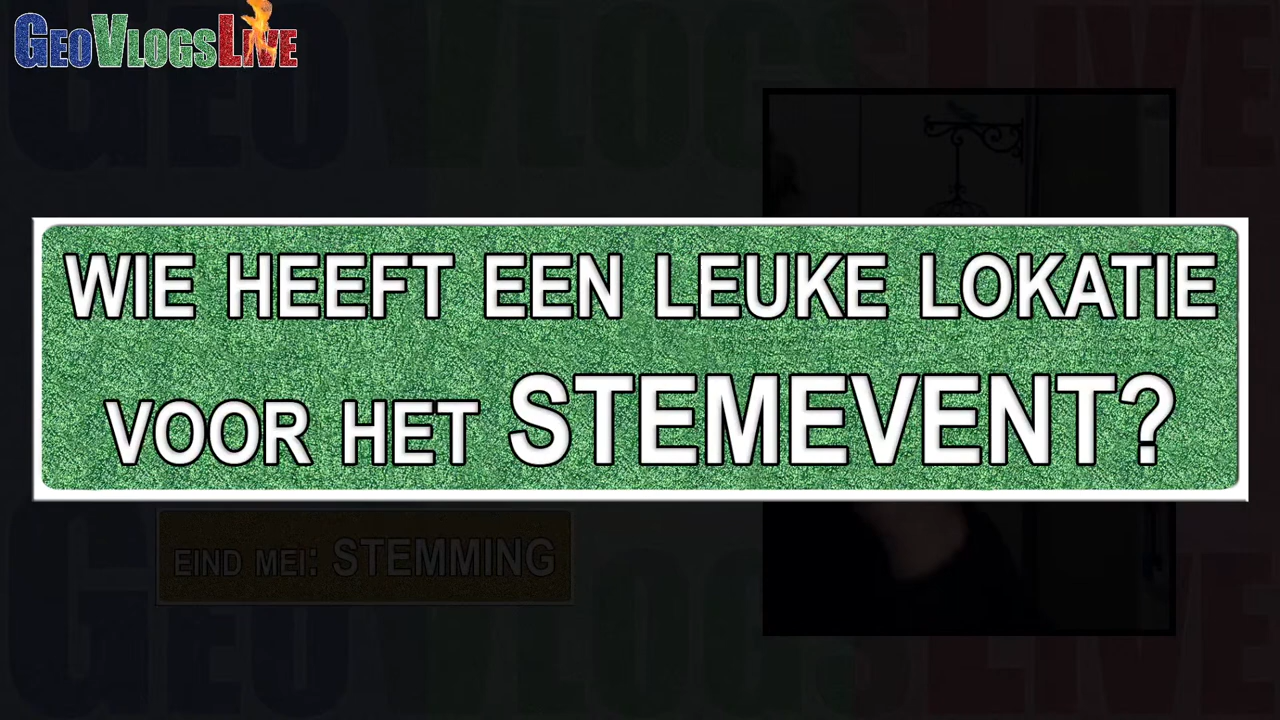 GEOVLOGSLIVE
WIE HEEFT EEN LEUKE LOKATIE
VOOR HET STEMEVENT?
EIND MEI: STEMMING